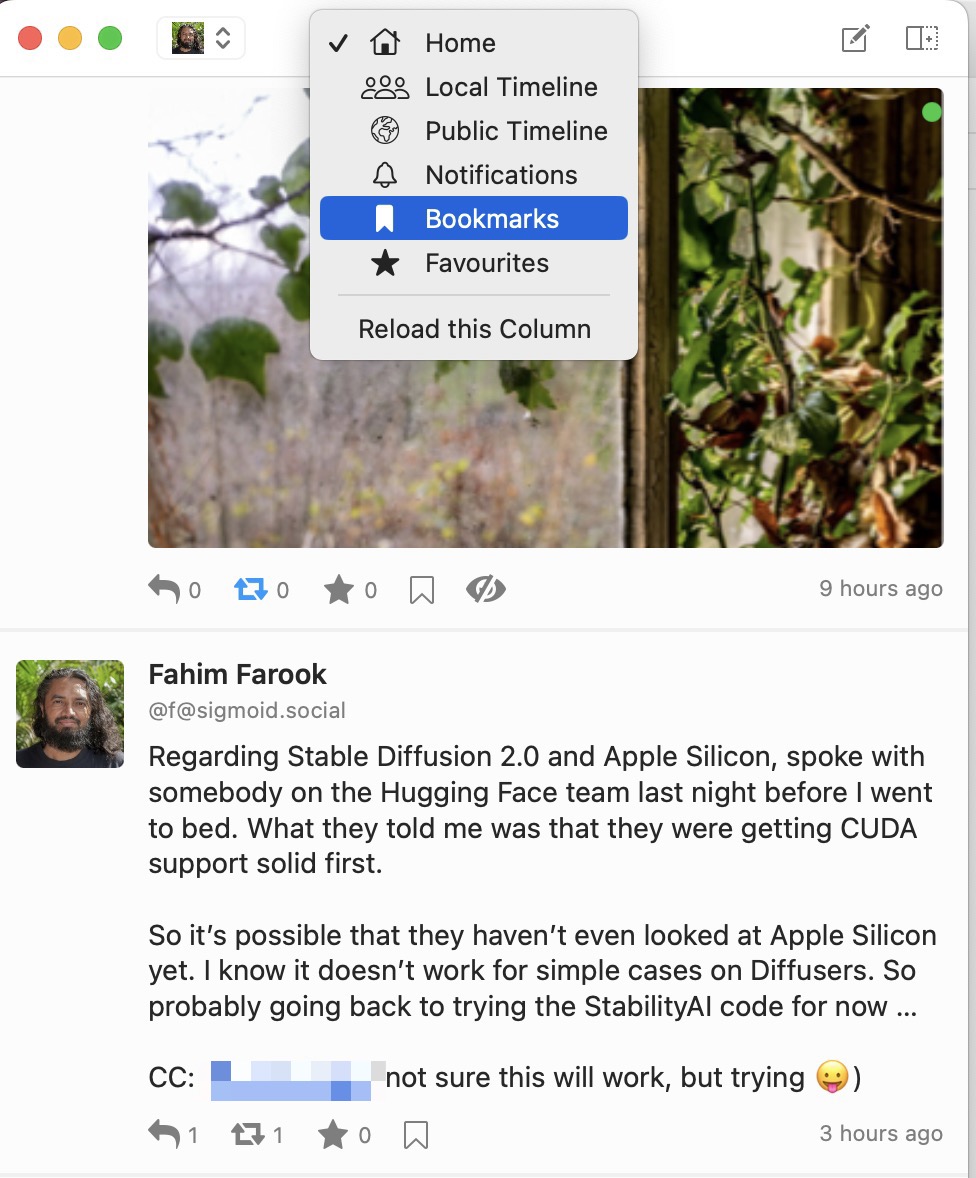 Home
Local Timeline
Public Timeline
Notifications
Bookmarks
Favourites
Reload this Column
0 0 0 9 hours ago
Fahim Farook
@f@sigmoid.social
Regarding Stable Diffusion 2.0 and Apple Silicon, spoke with
somebody on the Hugging Face team last night before I went
to bed. What they told me was that they were getting CUDA
support solid first.
So it’s possible that they haven’t even looked at Apple Silicon
yet. I know it doesn’t work for simple cases on Diffusers. So
probably going back to trying the StabilityAI code for now ...
CC: not sure this will work, but trying 😛)
1 1 0 3 hours ago